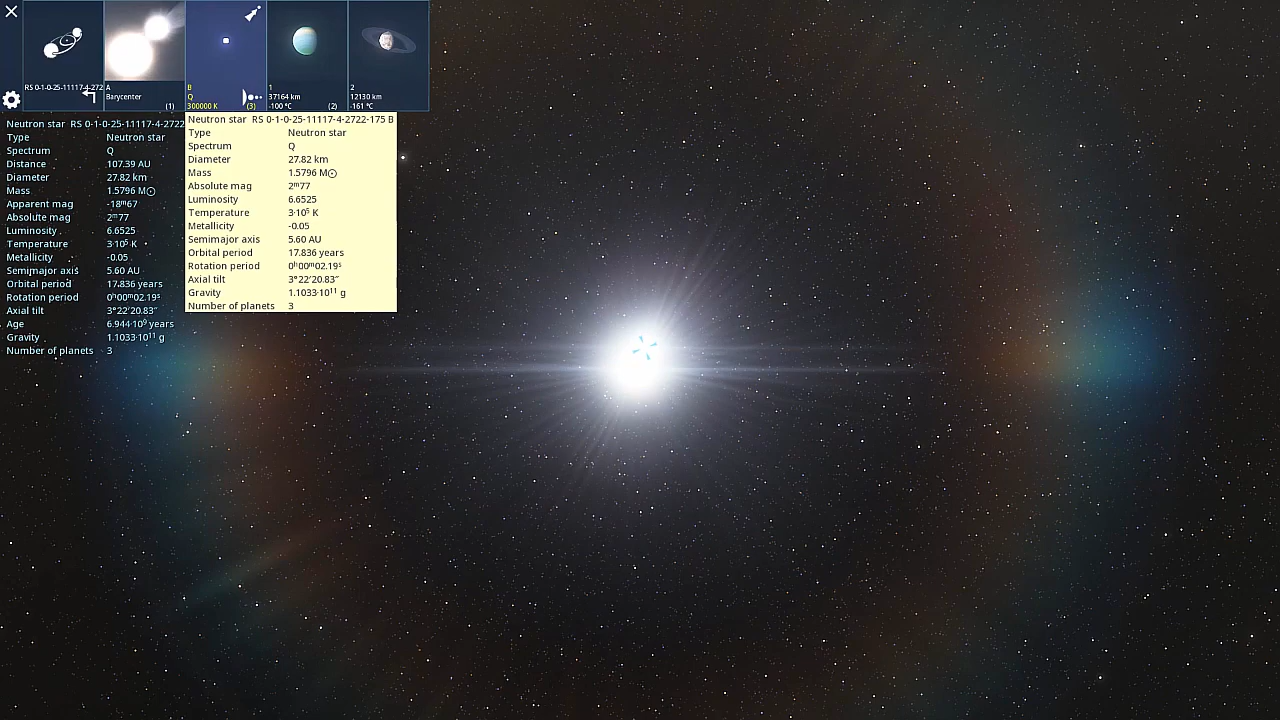 RS 0-1-0-25-11117-4-272
A
Barycenter
(1)
B
Q
300000 K (3)
1
37164 km
-100 °C (2)
2
12130 km
-161 °C
Neutron star RS 0-1-0-25-11117-4-2722
Type Neutron star
Spectrum Q
Distance 107.39 AU
Diameter 27.82 km
Mass 1.5796 M☉
Apparent mag -18ᵐ67
Absolute mag 2ᵐ77
Luminosity 6.6525
Temperature 3·10⁵ K
Metallicity -0.05
Semimajor axis 5.60 AU
Orbital period 17.836 years
Rotation period 0ʰ00ᵐ02.19ˢ
Axial tilt 3°22′20.83″
Age 6.944·10⁹ years
Gravity 1.1033·10¹¹ g
Number of planets 3
Neutron star RS 0-1-0-25-11117-4-2722-175 B
Type Neutron star
Spectrum Q
Diameter 27.82 km
Mass 1.5796 M☉
Absolute mag 2ᵐ77
Luminosity 6.6525
Temperature 3·10⁵ K
Metallicity -0.05
Semimajor axis 5.60 AU
Orbital period 17.836 years
Rotation period 0ʰ00ᵐ02.19ˢ
Axial tilt 3°22′20.83″
Gravity 1.1033·10¹¹ g
Number of planets 3